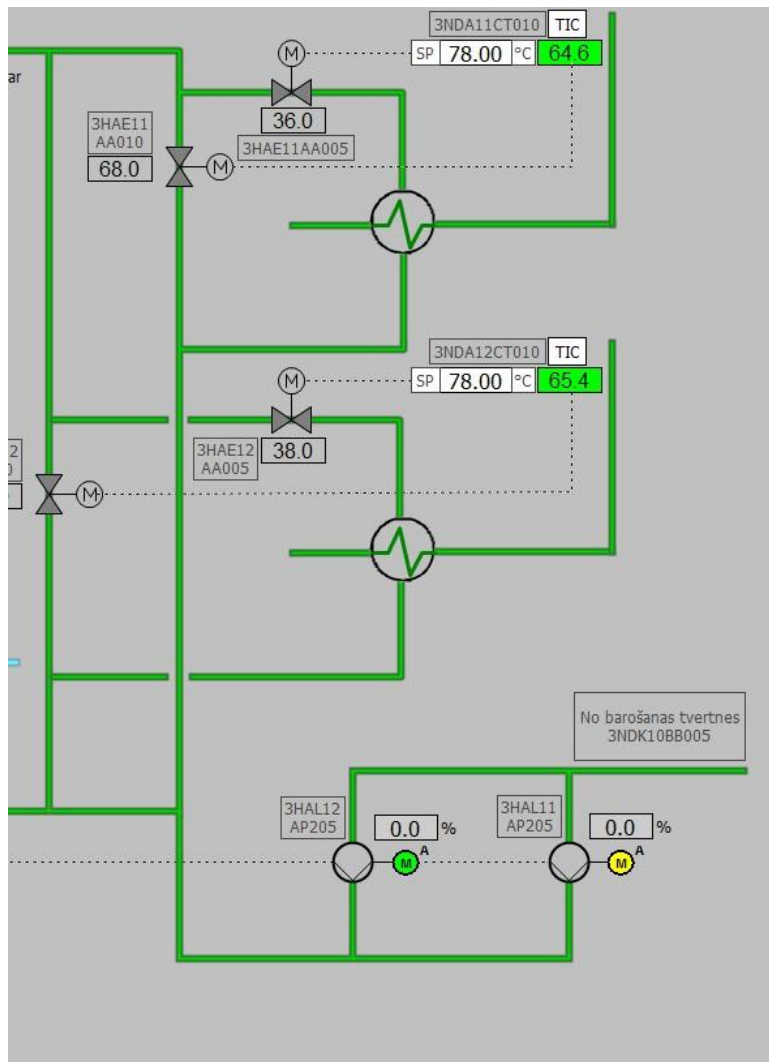 3NDA11CT010 TIC
SP 78.00 °C 64.6
M
ar
36.0
3HAE11
AA010
68.0
M
3HAE11AA005
3NDA12CT010 TIC
SP 78.00 °C 65.4
M
3HAE12
AA005
38.0
2
0
M
No barošanas tvertnes
3NDK10BB005
3HAL12
AP205
0.0 %
M A
3HAL11
AP205
0.0 %
M A